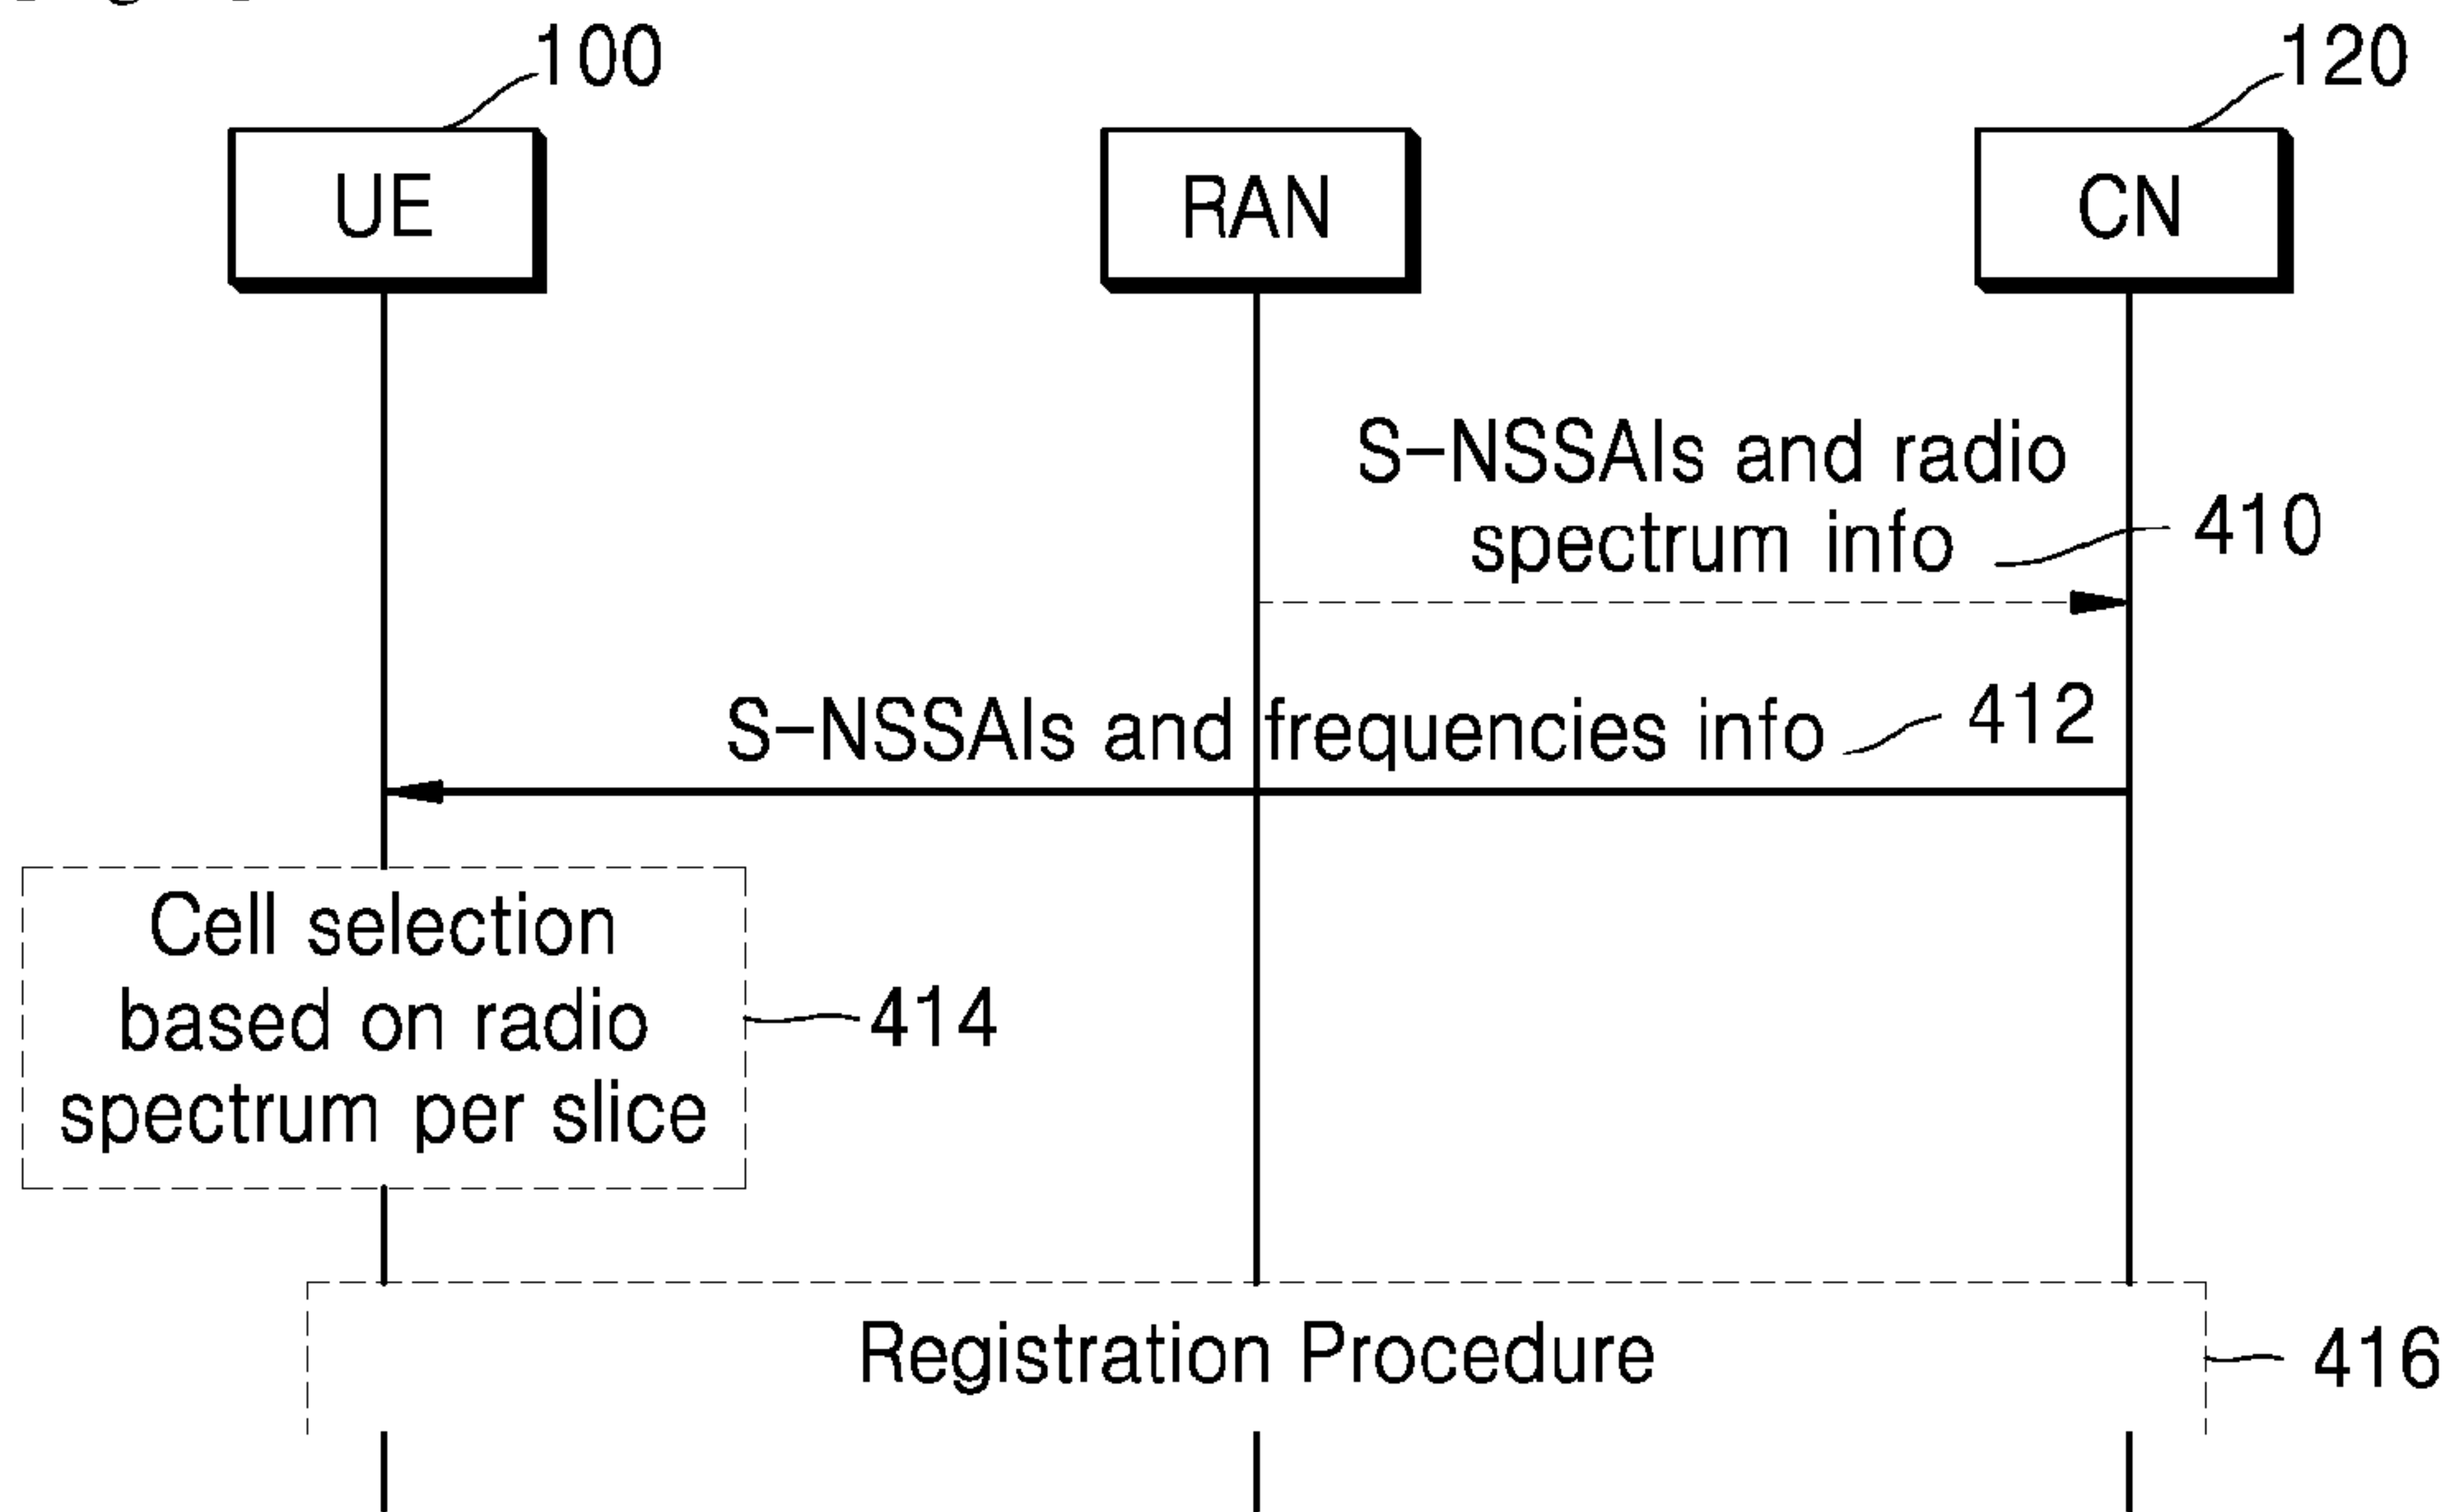 100
120
UE
RAN
CN
S-NSSAIs and radio
spectrum info
410
S-NSSAIs and frequencies info
412
Cell selection
based on radio
spectrum per slice
414
Registration Procedure
416